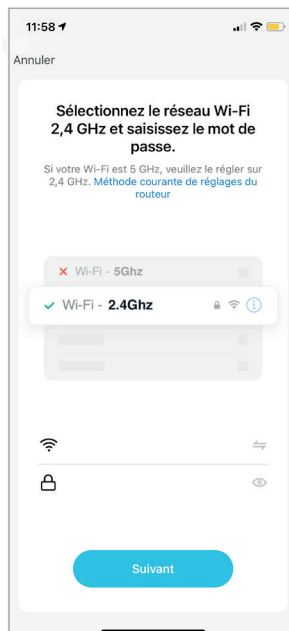 11:58
Annuler
Sélectionnez le réseau Wi-Fi
2,4 GHz et saisissez le mot de
passe.
Si votre Wi-Fi est 5 GHz, veuillez le régler sur
2,4 GHz. Méthode courante de réglages du
routeur
Wi-Fi - 5Ghz
Wi-Fi - 2.4Ghz
Suivant